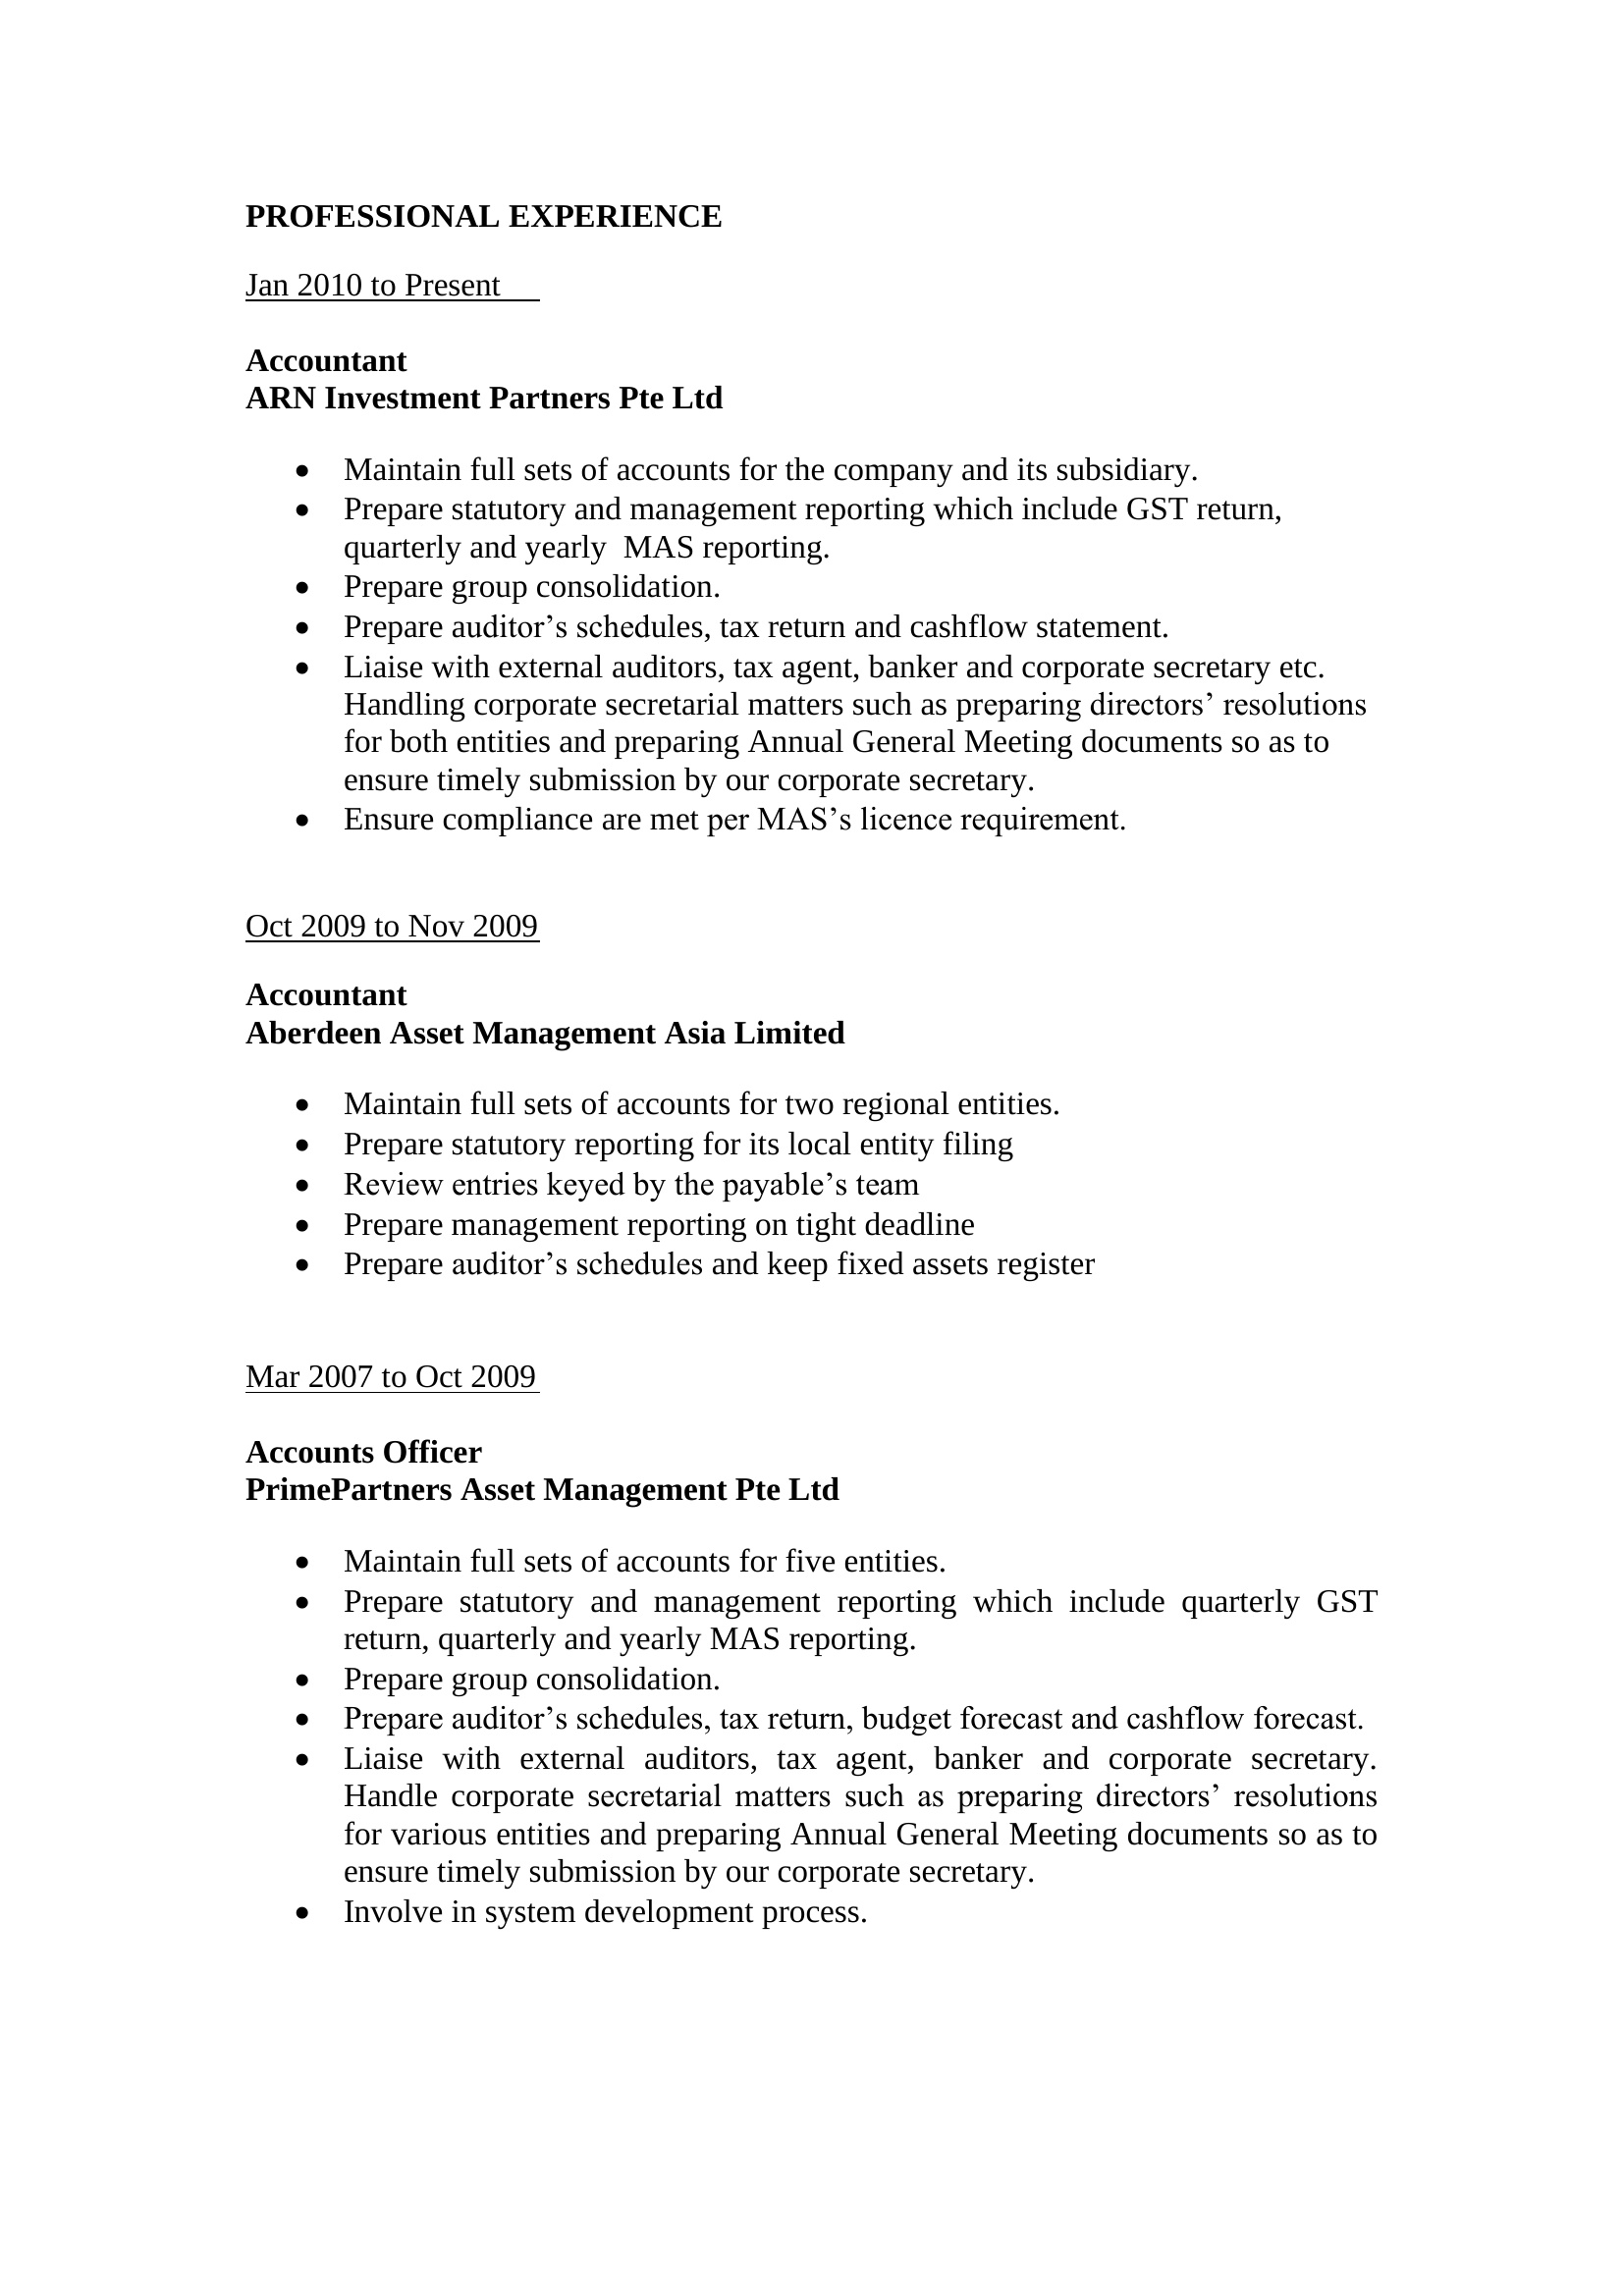 PROFESSIONAL EXPERIENCE
Jan 2010 to Present
Accountant
ARN Investment Partners Pte Ltd
• Maintain full sets of accounts for the company and its subsidiary.
• Prepare statutory and management reporting which include GST return,
quarterly and yearly  MAS reporting.
• Prepare group consolidation.
• Prepare auditor’s schedules, tax return and cashflow statement.
• Liaise with external auditors, tax agent, banker and corporate secretary etc.
Handling corporate secretarial matters such as preparing directors’ resolutions
for both entities and preparing Annual General Meeting documents so as to
ensure timely submission by our corporate secretary.
• Ensure compliance are met per MAS’s licence requirement.
Oct 2009 to Nov 2009
Accountant
Aberdeen Asset Management Asia Limited
• Maintain full sets of accounts for two regional entities.
• Prepare statutory reporting for its local entity filing
• Review entries keyed by the payable’s team
• Prepare management reporting on tight deadline
• Prepare auditor’s schedules and keep fixed assets register
Mar 2007 to Oct 2009
Accounts Officer
PrimePartners Asset Management Pte Ltd
• Maintain full sets of accounts for five entities.
• Prepare statutory and management reporting which include quarterly GST
return, quarterly and yearly MAS reporting.
• Prepare group consolidation.
• Prepare auditor’s schedules, tax return, budget forecast and cashflow forecast.
• Liaise with external auditors, tax agent, banker and corporate secretary.
Handle corporate secretarial matters such as preparing directors’ resolutions
for various entities and preparing Annual General Meeting documents so as to
ensure timely submission by our corporate secretary.
• Involve in system development process.